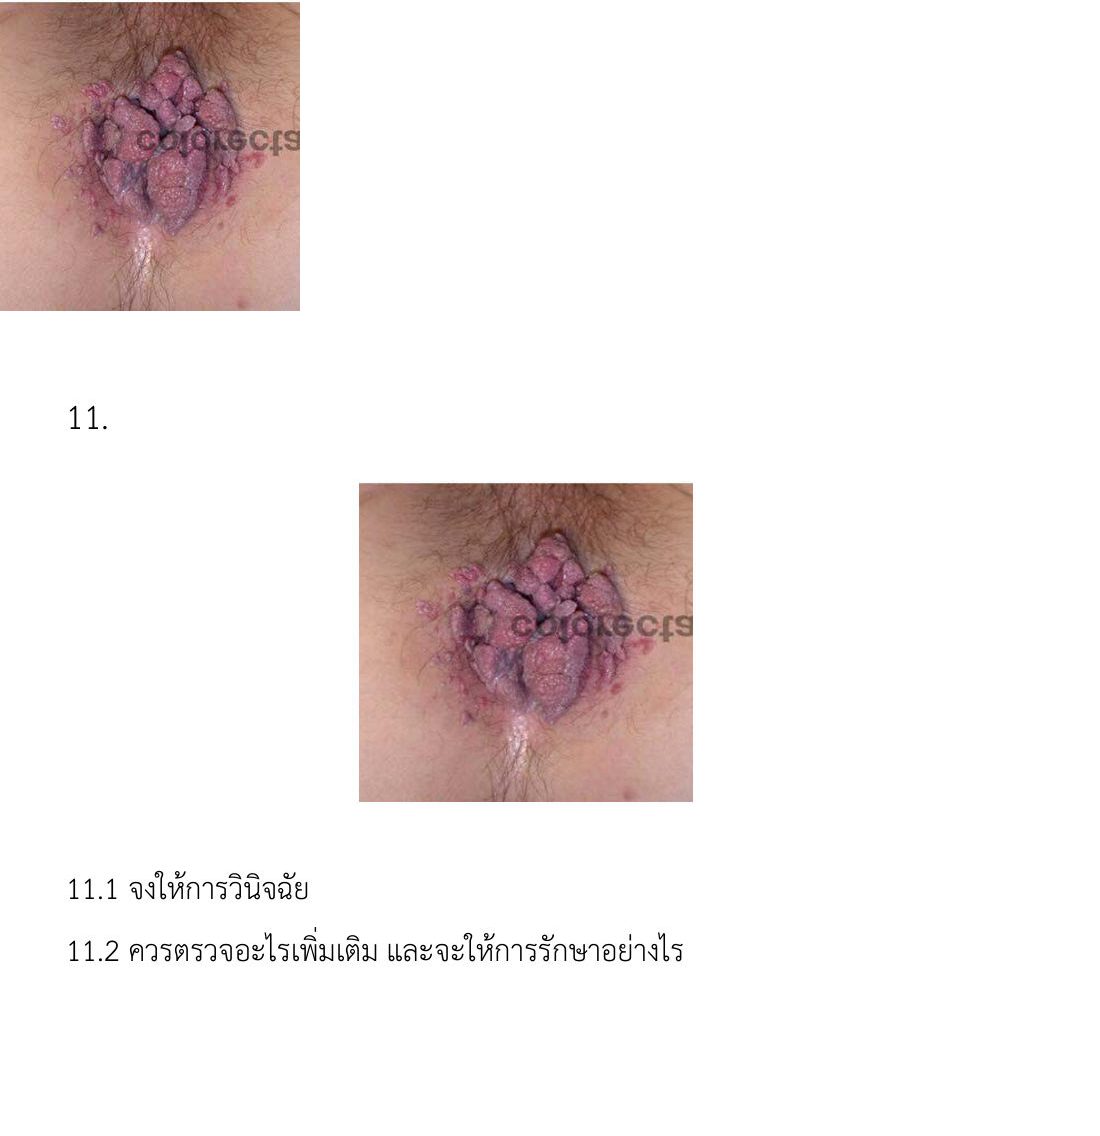 colorecta
11.
colorecta
11.1 จงให้การวินิจฉัย
11.2 ควรตรวจอะไรเพิ่มเติม และจะให้การรักษาอย่างไร